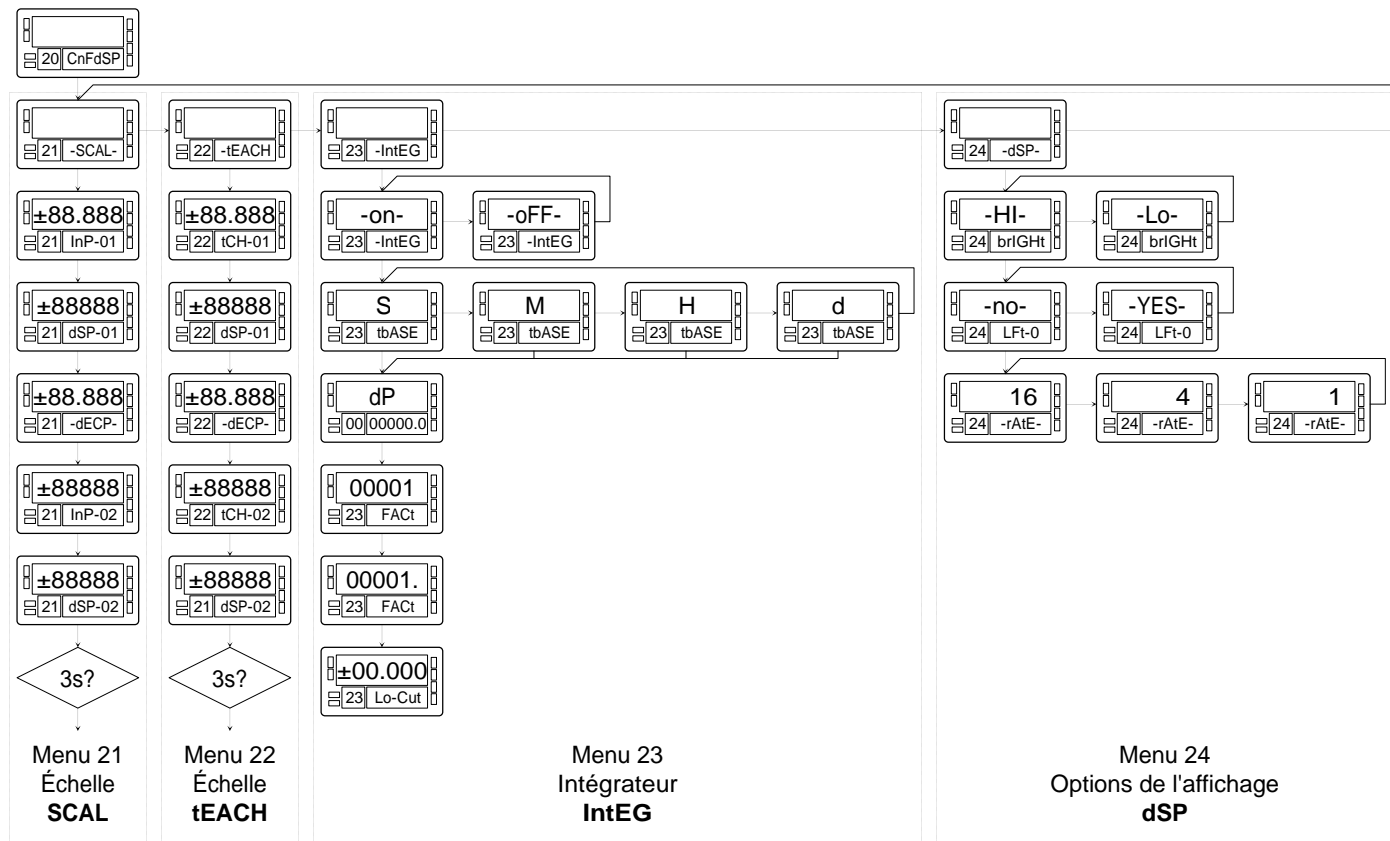 20 CnFdSP
21 -SCAL-
22 -tEACH
23 -IntEG
24 -dSP-
±88.888
21 InP-01
±88.888
22 tCH-01
-on-
23 -IntEG
-oFF-
23 -IntEG
-HI-
24 brIGHt
-Lo-
24 brIGHt
±88888
21 dSP-01
±88888
22 dSP-01
S
23 tbASE
M
23 tbASE
H
23 tbASE
d
23 tbASE
-no-
24 LFt-0
-YES-
24 LFt-0
±88.888
21 -dECP-
±88.888
22 -dECP-
dP
00 00000.0
16
24 -rAtE-
4
24 -rAtE-
1
24 -rAtE-
±88888
21 InP-02
±88888
22 tCH-02
00001
23 FACt
±88888
21 dSP-02
±88888
21 dSP-02
00001.
23 FACt
3s?
3s?
±00.000
23 Lo-Cut
Menu 21
Échelle
SCAL
Menu 22
Échelle
tEACH
Menu 23
Intégrateur
IntEG
Menu 24
Options de l'affichage
dSP